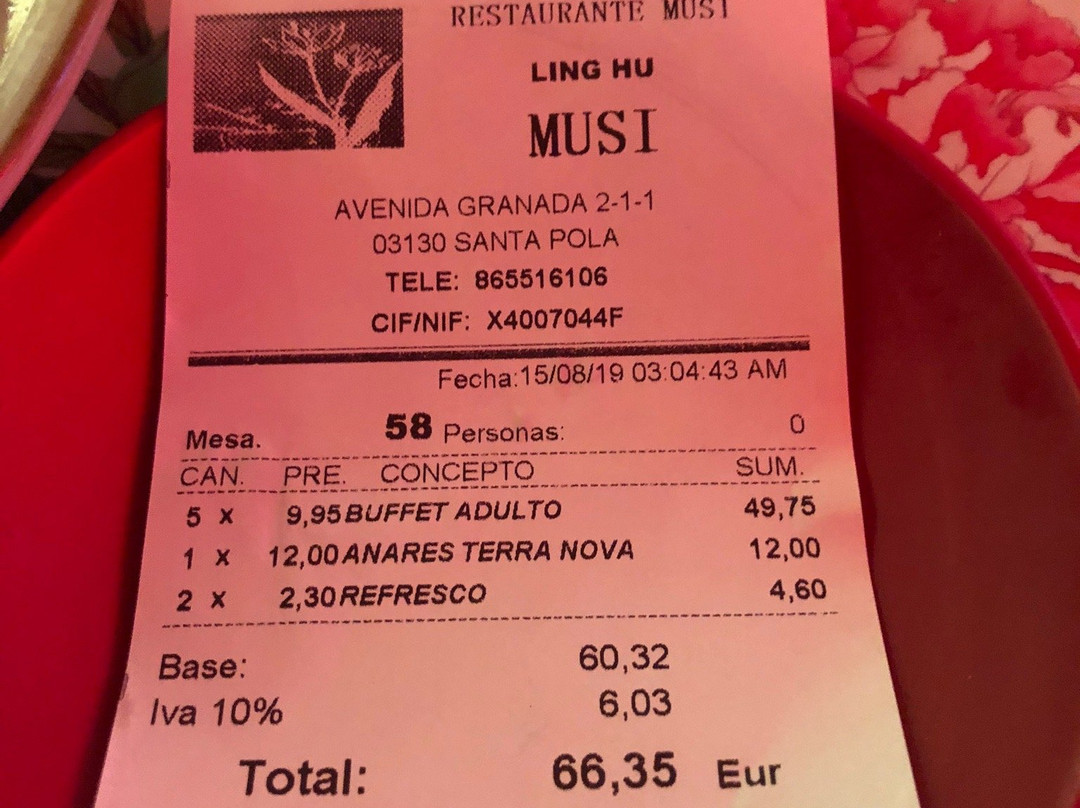 RESTAURANTE MUSI
LING HU
MUSI
AVENIDA GRANADA 2-1-1
03130 SANTA POLA
TELE: 865516106
CIF/NIF: X4007044F
Fecha:15/08/19 03:04:43 AM
Mesa. 58 Personas: 0
CAN. PRE. CONCEPTO SUM.
5 x 9,95 BUFFET ADULTO 49,75
1 x 12,00 ANARES TERRA NOVA 12,00
2 x 2,30 REFRESCO 4,60
Base: 60,32
Iva 10% 6,03
Total: 66,35 Eur